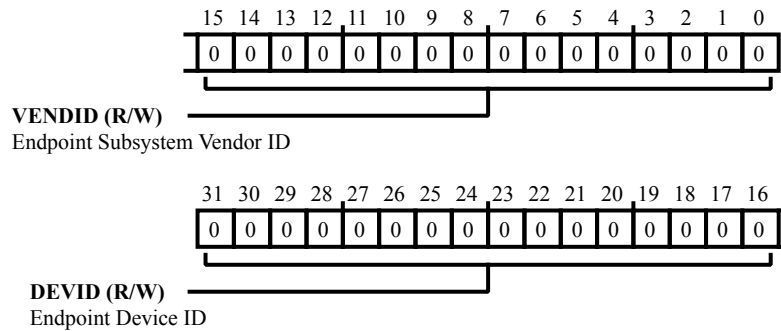 15 14 13 12 11 10 9 8 7 6 5 4 3 2 1 0
0 0 0 0 0 0 0 0 0 0 0 0 0 0 0 0
VENDID (R/W)
Endpoint Subsystem Vendor ID
31 30 29 28 27 26 25 24 23 22 21 20 19 18 17 16
0 0 0 0 0 0 0 0 0 0 0 0 0 0 0 0
DEVID (R/W)
Endpoint Device ID